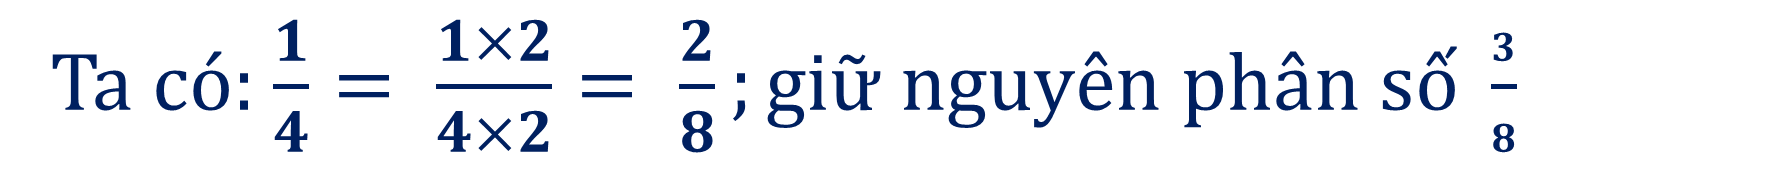 Ta có: 1/4 = 1×2/4×2 = 2/8 ; giữ nguyên phân số 3/8